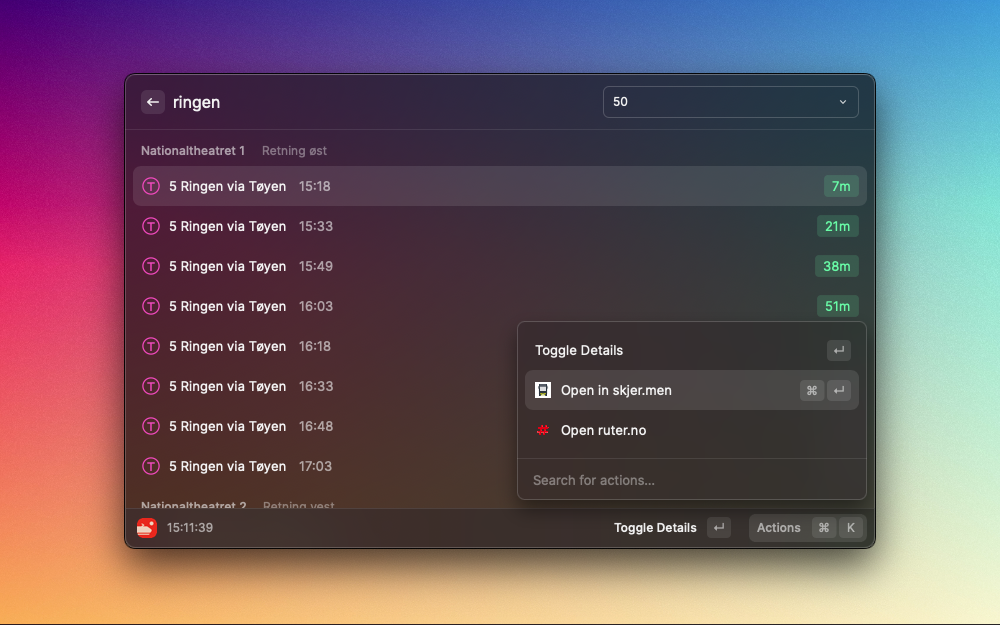 ringen
50
Nationaltheatret 1 Retning øst
T 5 Ringen via Tøyen 15:18 7m
T 5 Ringen via Tøyen 15:33 21m
T 5 Ringen via Tøyen 15:49 38m
T 5 Ringen via Tøyen 16:03 51m
T 5 Ringen via Tøyen 16:18
T 5 Ringen via Tøyen 16:33
T 5 Ringen via Tøyen 16:48
T 5 Ringen via Tøyen 17:03
Nationaltheatret 2 Retning vest
Toggle Details
Open in skjer.men ⌘
Open ruter.no
Search for actions...
15:11:39
Toggle Details
Actions ⌘ K